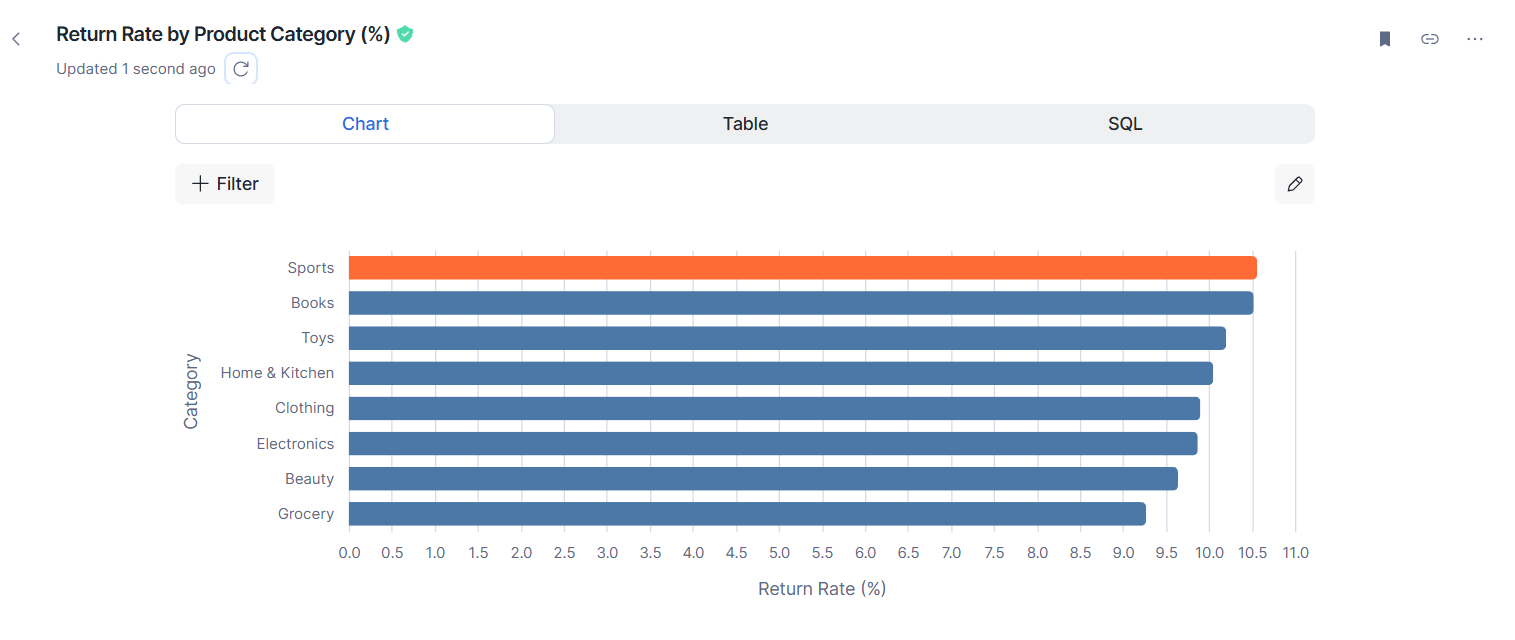 Return Rate by Product Category (%)
Updated 1 second ago
Chart
Table
SQL
Filter
Category
Sports
Books
Toys
Home & Kitchen
Clothing
Electronics
Beauty
Grocery
0.0 0.5 1.0 1.5 2.0 2.5 3.0 3.5 4.0 4.5 5.0 5.5 6.0 6.5 7.0 7.5 8.0 8.5 9.0 9.5 10.0 10.5 11.0
Return Rate (%)